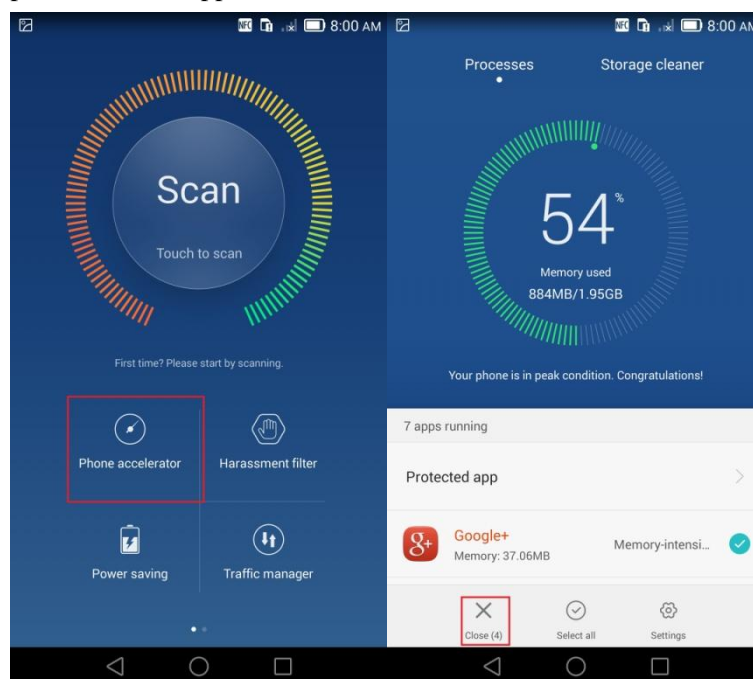 NFC 8:00 AM
Scan
Touch to scan
First time? Please start by scanning.
Phone accelerator
Harassment filter
Power saving
Traffic manager
NFC 8:00 AM
Processes
Storage cleaner
54%
Memory used
884MB/1.95GB
Your phone is in peak condition. Congratulations!
7 apps running
Protected app
g+
Google+
Memory: 37.06MB
Memory-intensi...
Close (4)
Select all
Settings